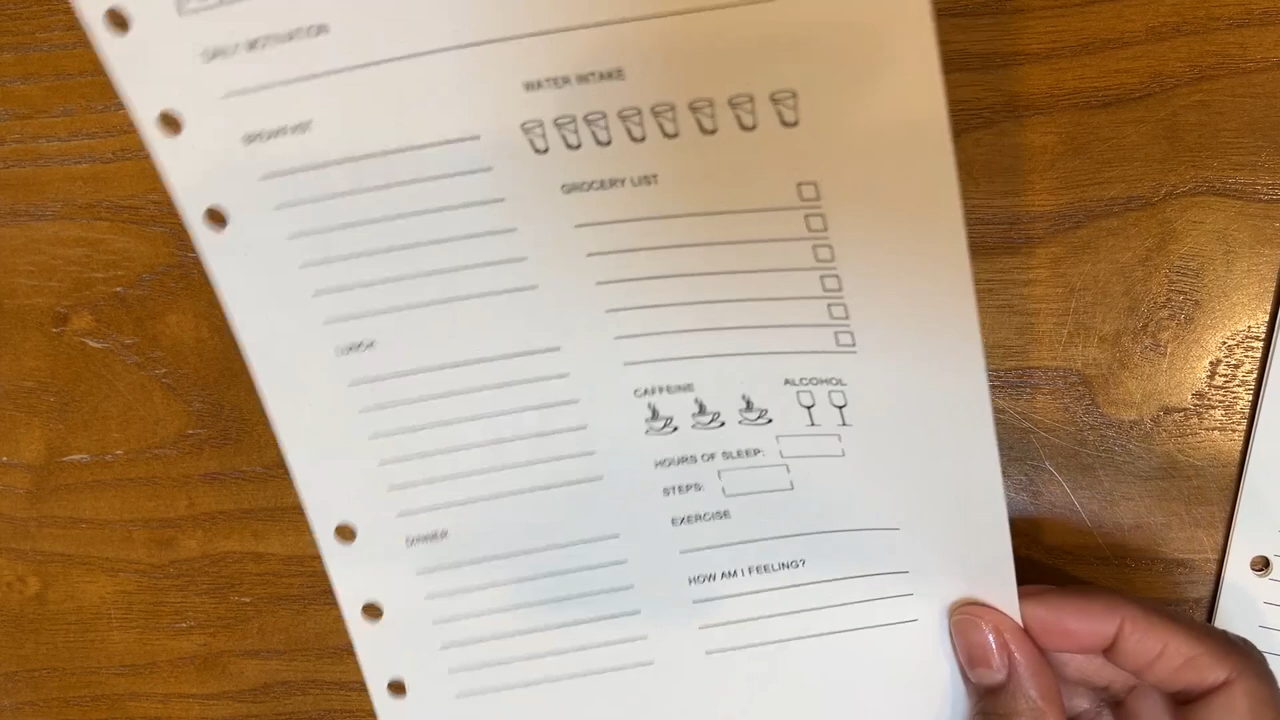 DAILY MOTIVATION
WATER INTAKE
BREAKFAST
GROCERY LIST
LUNCH
CAFFEINE
ALCOHOL
HOURS OF SLEEP:
STEPS:
DINNER
EXERCISE
HOW AM I FEELING?